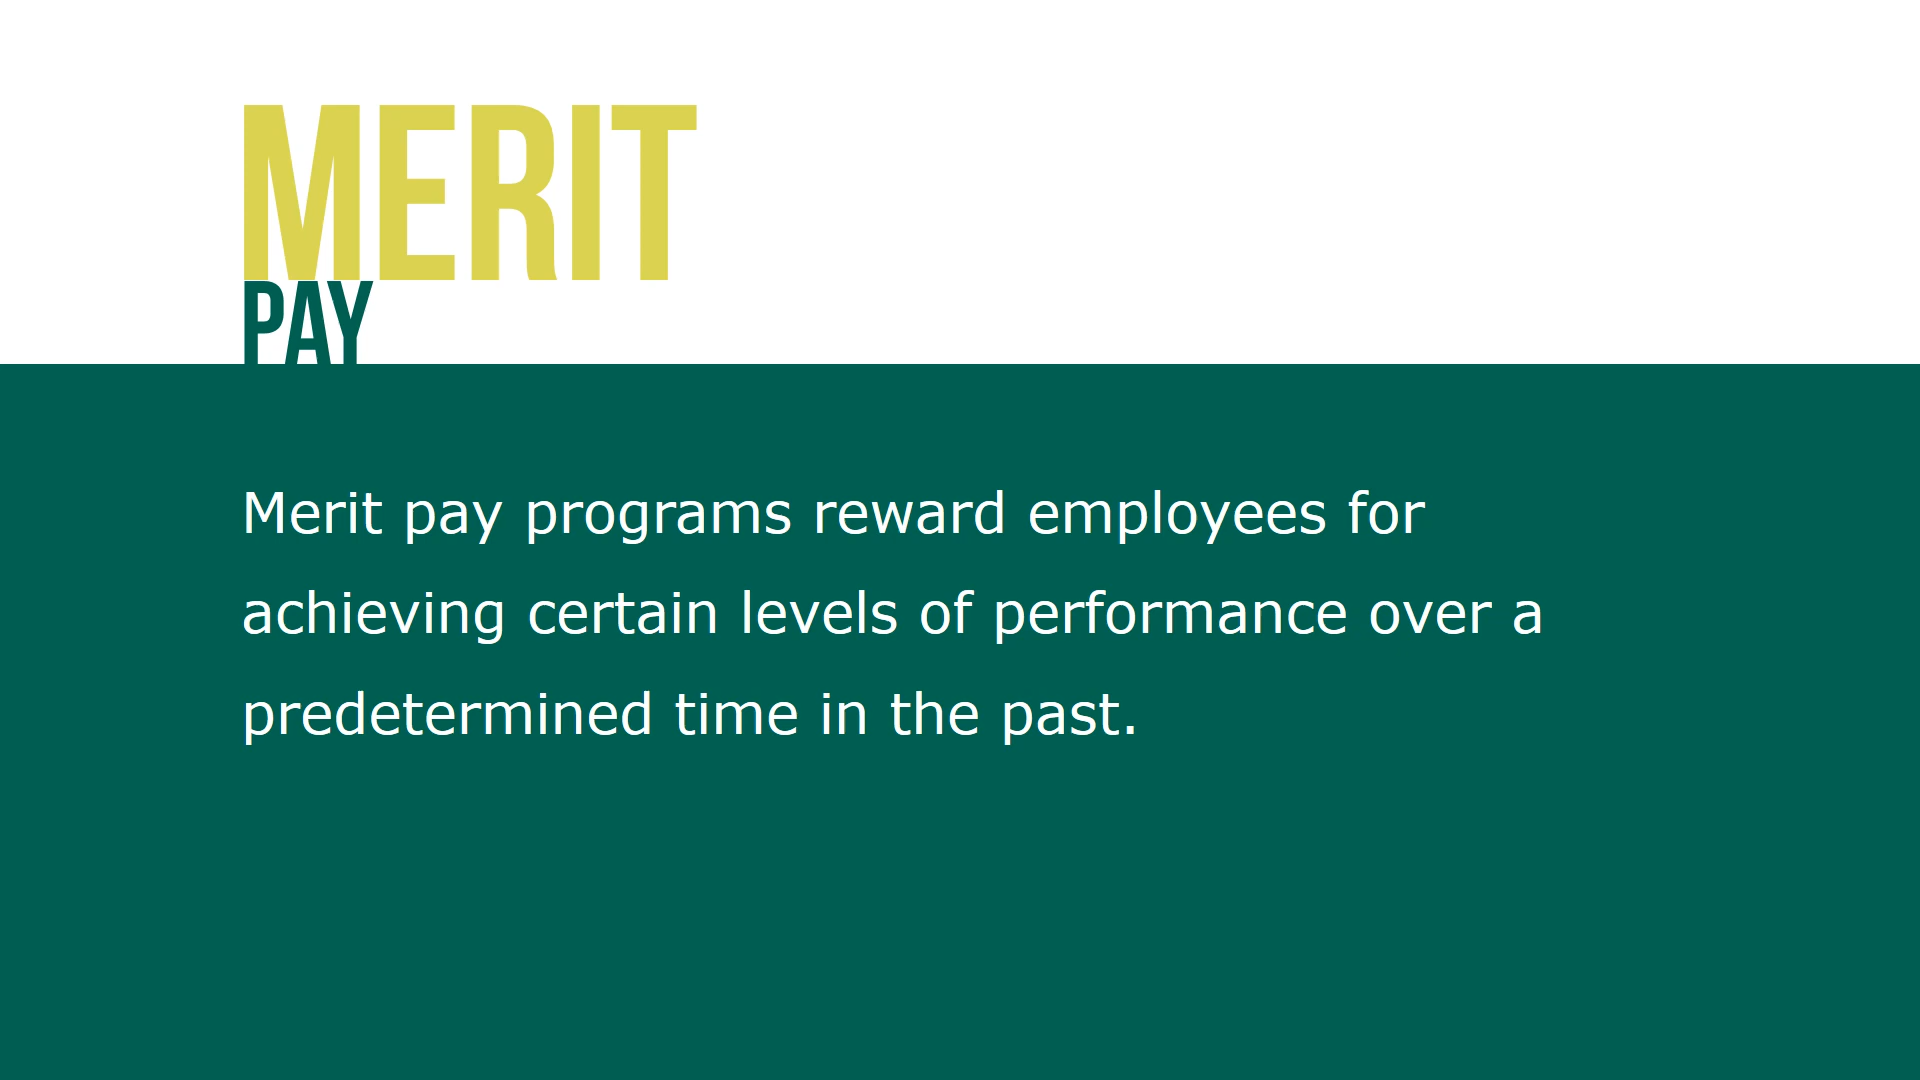 MERIT
PAY
Merit pay programs reward employees for
achieving certain levels of performance over a
predetermined time in the past.